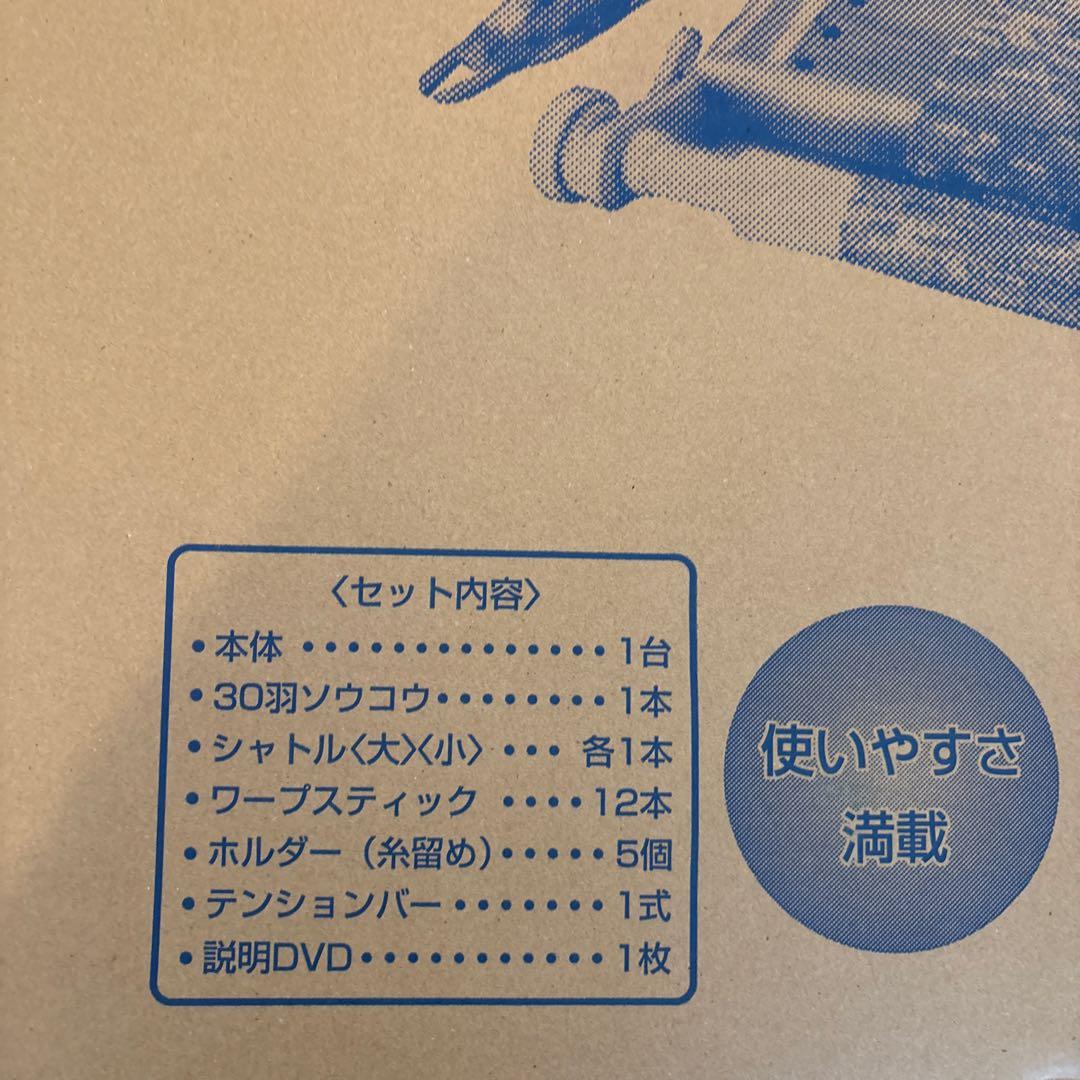 〈セット内容〉
・本体 ・・・・・・・・・・・・・・ 1台
・30羽ソウコウ・・・・・・・・ 1本
・シャトル〈大〉〈小〉 ・・・ 各1本
・ワープスティック ・・・・12本
・ホルダー（糸留め）・・・・・ 5個
・テンションバー ・・・・・・・ 1式
・説明DVD・・・・・・・・・・・ 1枚
使いやすさ
満載